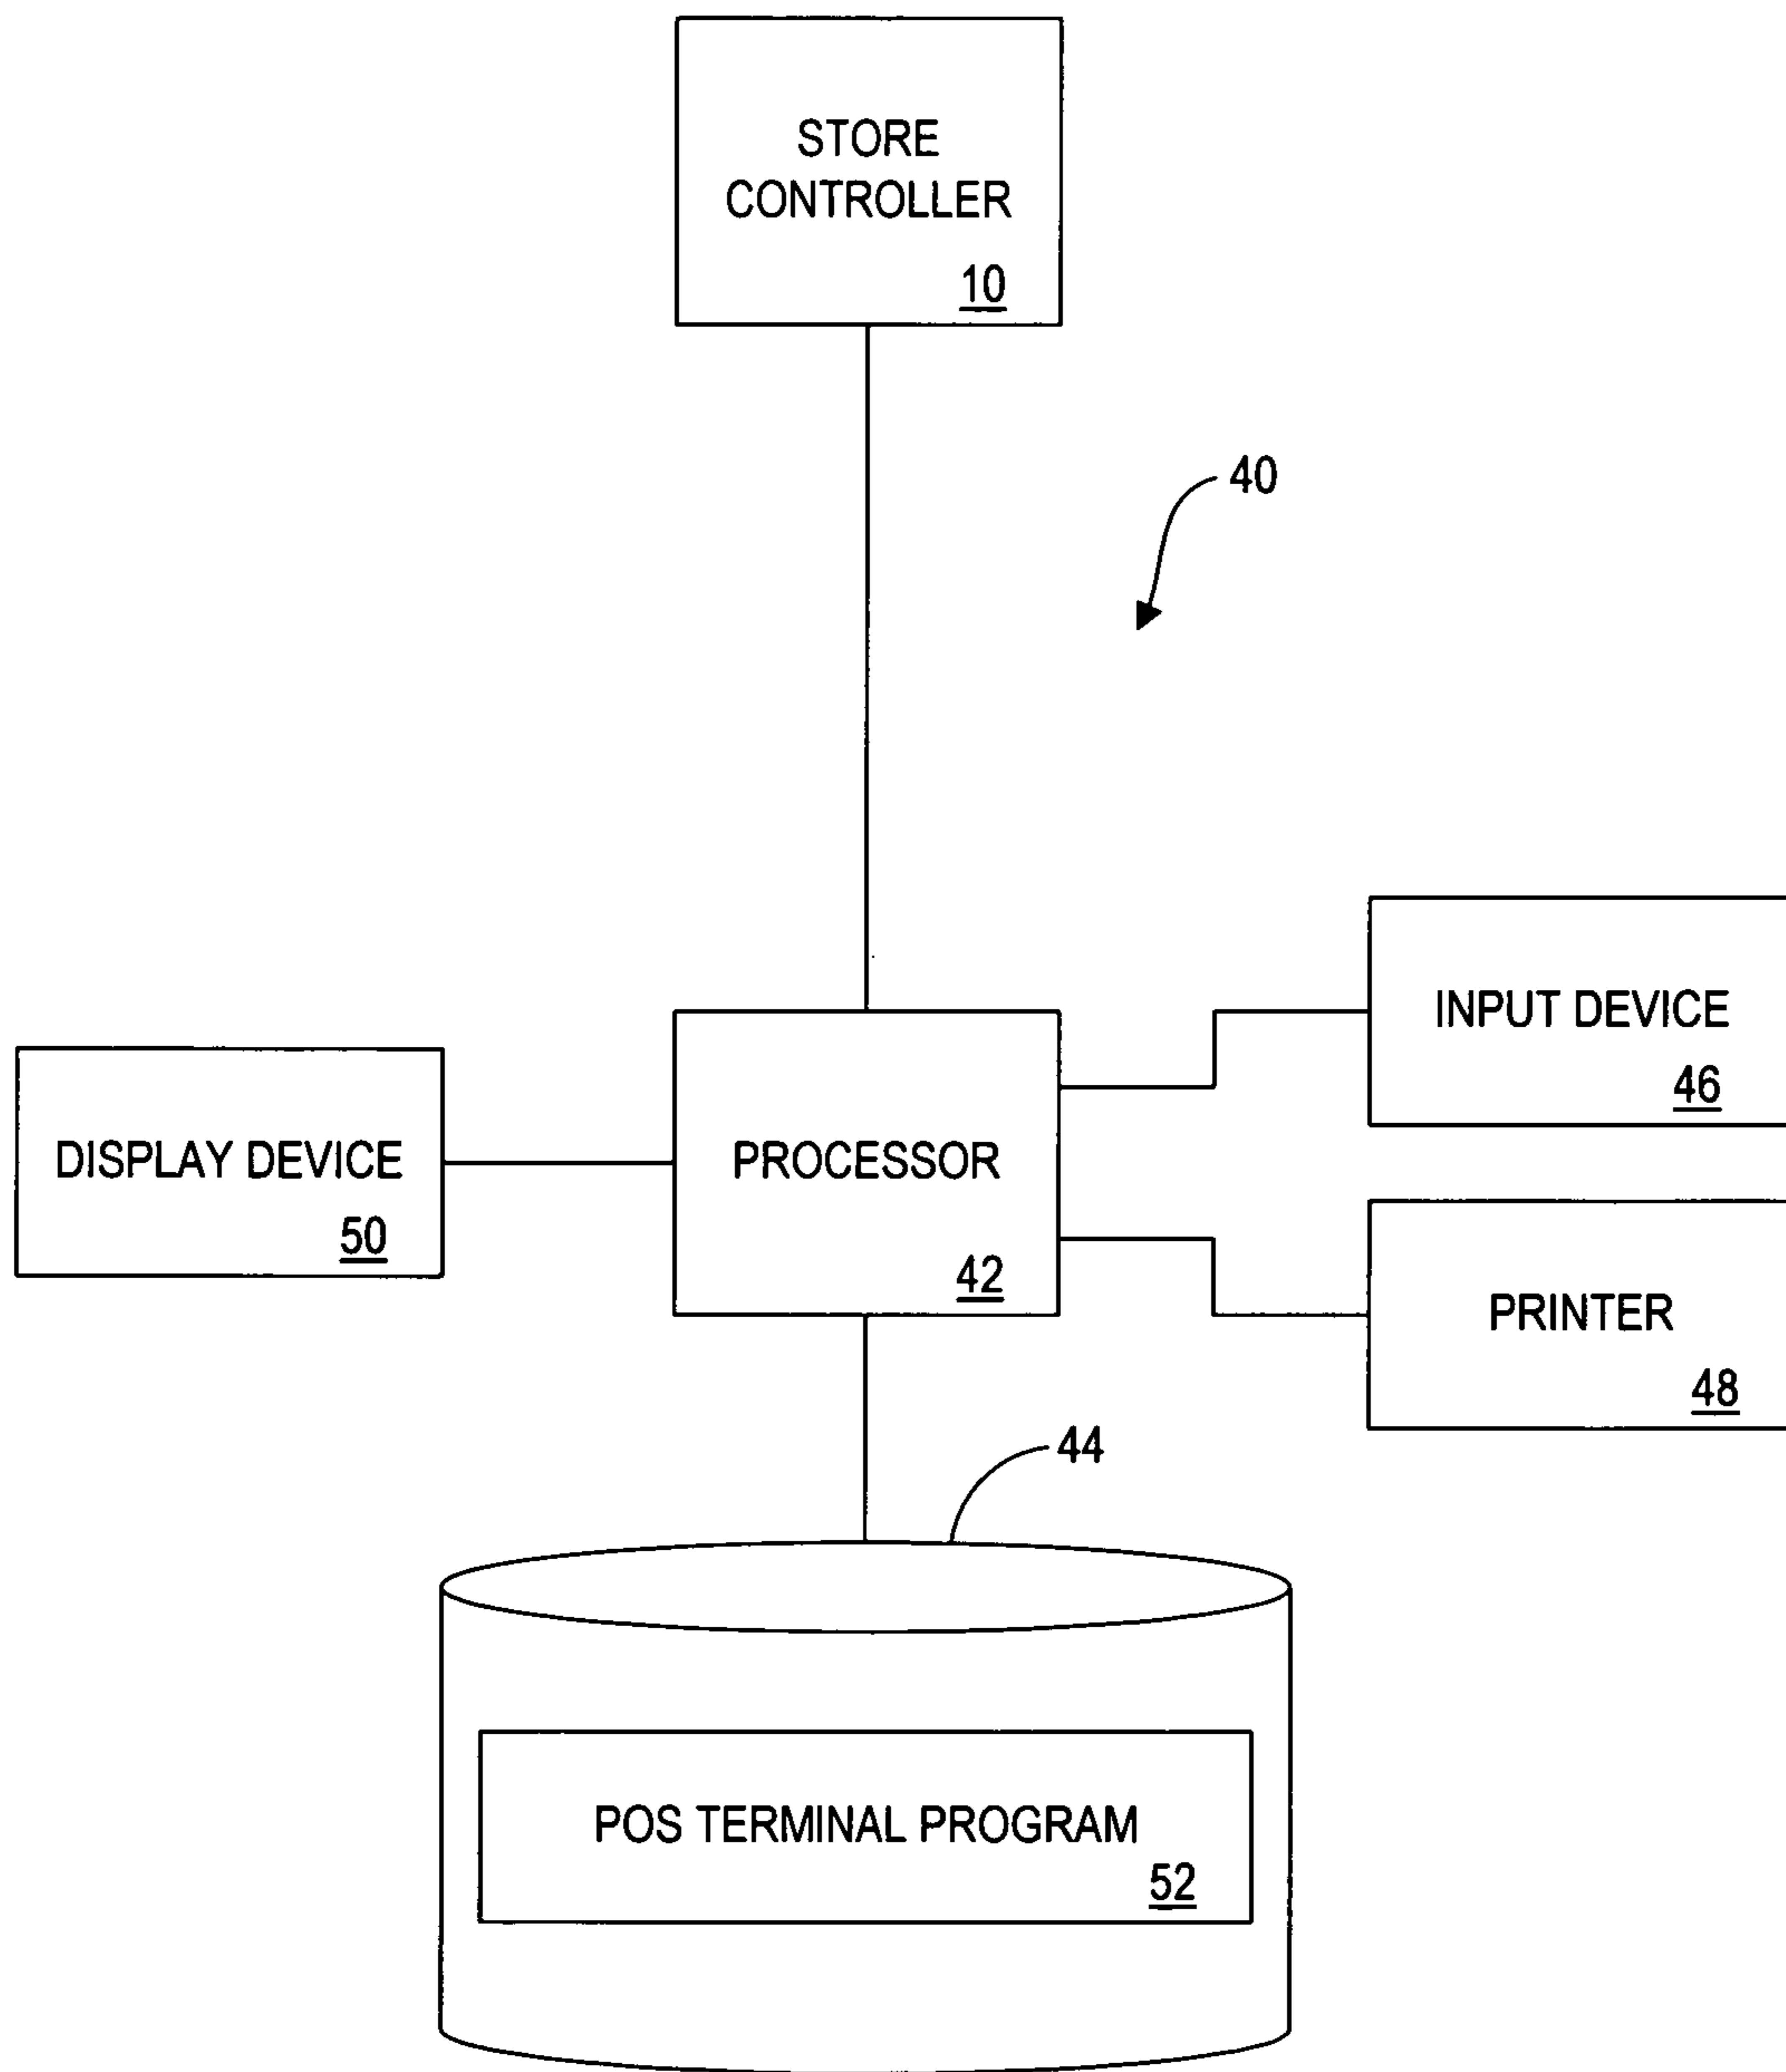 STORE
CONTROLLER
10
40
INPUT DEVICE
46
DISPLAY DEVICE
50
PROCESSOR
42
PRINTER
48
44
POS TERMINAL PROGRAM
52